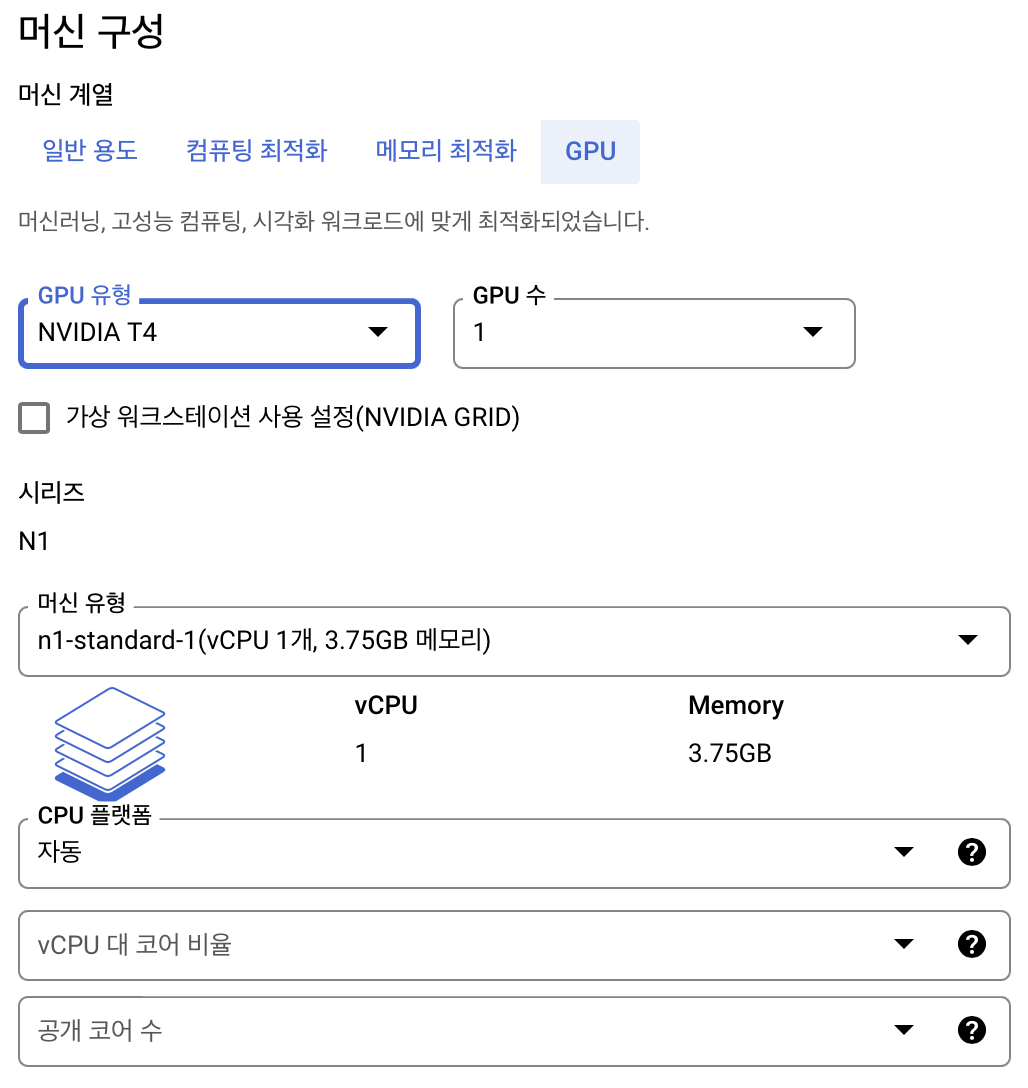 머신 구성
머신 계열
일반 용도 컴퓨팅 최적화 메모리 최적화 GPU
머신러닝, 고성능 컴퓨팅, 시각화 워크로드에 맞게 최적화되었습니다.
GPU 유형 GPU 수
NVIDIA T4 1
가상 워크스테이션 사용 설정(NVIDIA GRID)
시리즈
N1
머신 유형
n1-standard-1(vCPU 1개, 3.75GB 메모리)
vCPU Memory
1 3.75GB
CPU 플랫폼
자동
vCPU 대 코어 비율
공개 코어 수